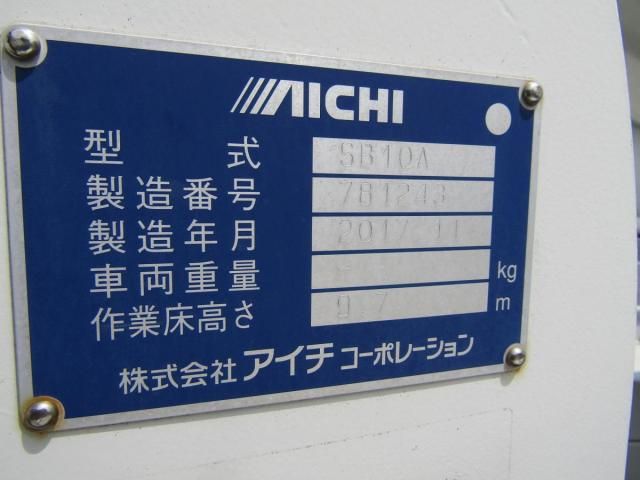 AICHI
型式 SB10A
製造番号 781243
製造年月 2017 11
車両重量 - kg
作業床高さ 9.7 m
株式会社 アイチ コーポレーション